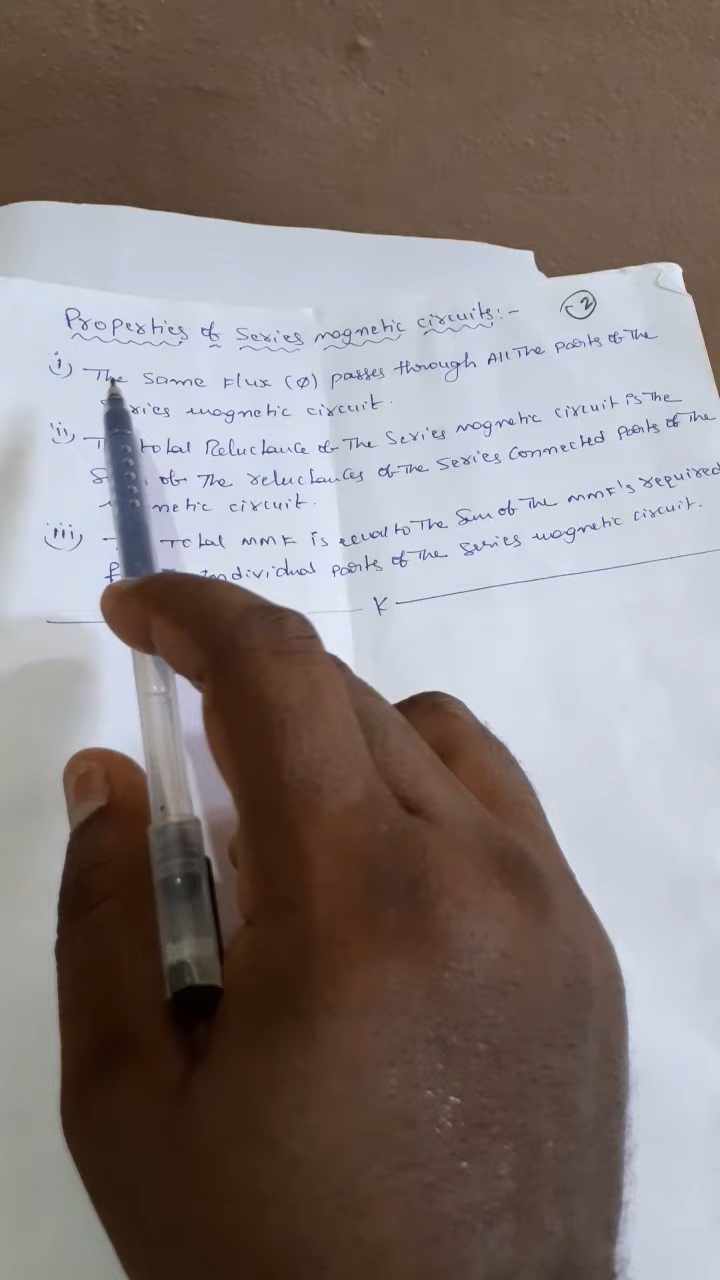 Properties of Series magnetic circuits:-
2
i) The same Flux (Ø) passes through All The parts of The
ries magnetic circuit.
ii) T total Reluctance of The Series magnetic circuit is The
S of The reluctances of The Series Connected parts of The
netic circuit.
iii) Total MMF is equal to The Sum of The MMF's required
f individual parts of The Series magnetic circuit.
K